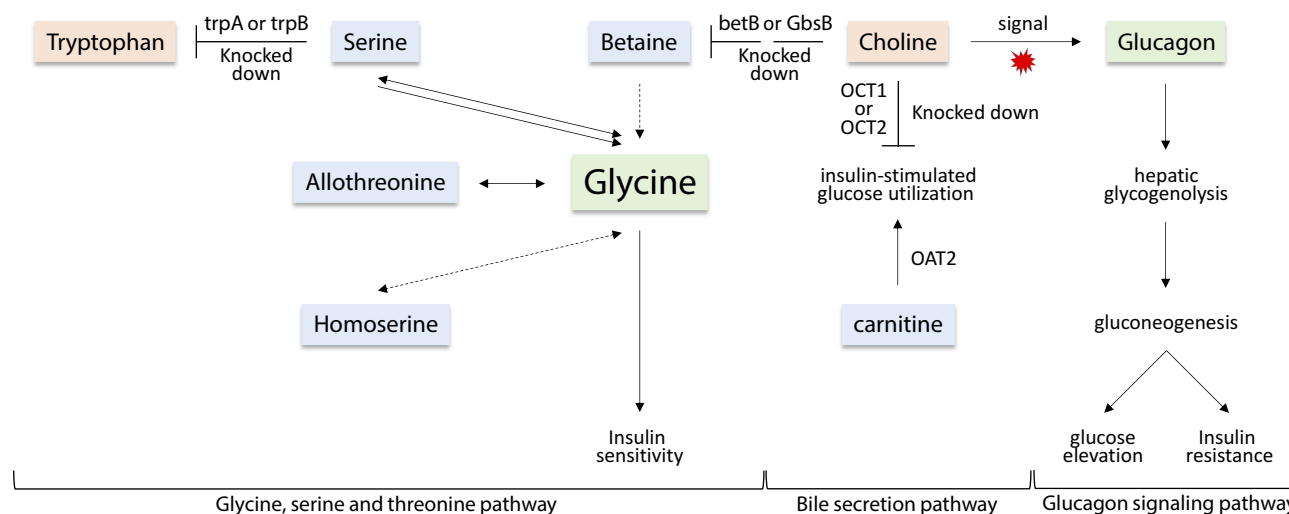 trpA or trpB
betB or GbsB
signal
Tryptophan
Serine
Betaine
Choline
Glucagon
Knocked
down
Knocked
down
OCT1
or
OCT2
Knocked down
Allothreonine
Glycine
insulin-stimulated
glucose utilization
hepatic
glycogenolysis
OAT2
Homoserine
carnitine
gluconeogenesis
Insulin
sensitivity
glucose
elevation
Insulin
resistance
Glycine, serine and threonine pathway
Bile secretion pathway
Glucagon signaling pathway